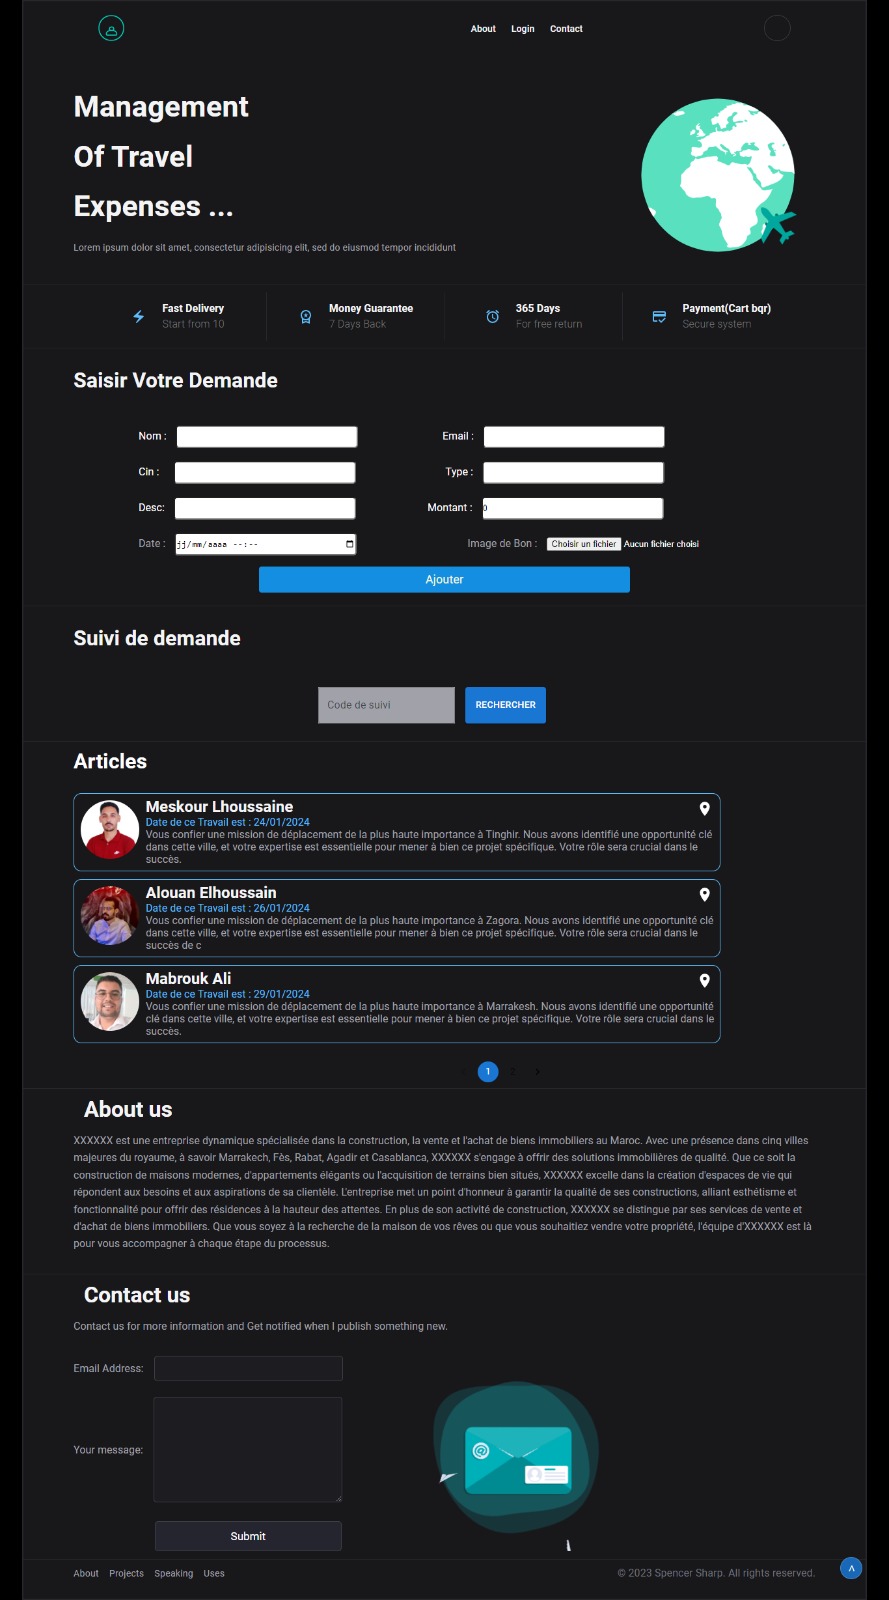 About Login Contact
Management
Of Travel
Expenses ...
Lorem ipsum dolor sit amet, consectetur adipisicing elit, sed do eiusmod tempor incididunt
Fast Delivery
Start from 10
Money Guarantee
7 Days Back
365 Days
For free return
Payment(Cart bqr)
Secure system
Saisir Votre Demande
Nom :
Email :
Cin :
Type :
Desc:
Montant : 0
Date : jj/mm/aaaa --:--
Image de Bon : Choisir un fichier Aucun fichier choisi
Ajouter
Suivi de demande
Code de suivi RECHERCHER
Articles
Meskour Lhoussaine
Date de ce Travail est : 24/01/2024
Vous confier une mission de déplacement de la plus haute importance à Tinghir. Nous avons identifié une opportunité clé
dans cette ville, et votre expertise est essentielle pour mener à bien ce projet spécifique. Votre rôle sera crucial dans le
succès.
Alouan Elhoussain
Date de ce Travail est : 26/01/2024
Vous confier une mission de déplacement de la plus haute importance à Zagora. Nous avons identifié une opportunité clé
dans cette ville, et votre expertise est essentielle pour mener à bien ce projet spécifique. Votre rôle sera crucial dans le
succès de c
Mabrouk Ali
Date de ce Travail est : 29/01/2024
Vous confier une mission de déplacement de la plus haute importance à Marrakesh. Nous avons identifié une opportunité
clé dans cette ville, et votre expertise est essentielle pour mener à bien ce projet spécifique. Votre rôle sera crucial dans le
succès.
1 2 >
About us
XXXXXX est une entreprise dynamique spécialisée dans la construction, la vente et l'achat de biens immobiliers au Maroc. Avec une présence dans cinq villes
majeures du royaume, à savoir Marrakech, Fès, Rabat, Agadir et Casablanca, XXXXXX s'engage à offrir des solutions immobilières de qualité. Que ce soit la
construction de maisons modernes, d'appartements élégants ou l'acquisition de terrains bien situés, XXXXXX excelle dans la création d'espaces de vie qui
répondent aux besoins et aux aspirations de sa clientèle. L'entreprise met un point d'honneur à garantir la qualité de ses constructions, alliant esthétisme et
fonctionnalité pour offrir des résidences à la hauteur des attentes. En plus de son activité de construction, XXXXXX se distingue par ses services de vente et
d'achat de biens immobiliers. Que vous soyez à la recherche de la maison de vos rêves ou que vous souhaitiez vendre votre propriété, l'équipe d'XXXXXX est là
pour vous accompagner à chaque étape du processus.
Contact us
Contact us for more information and Get notified when I publish something new.
Email Address:
Your message:
Submit
About Projects Speaking Uses
© 2023 Spencer Sharp. All rights reserved.